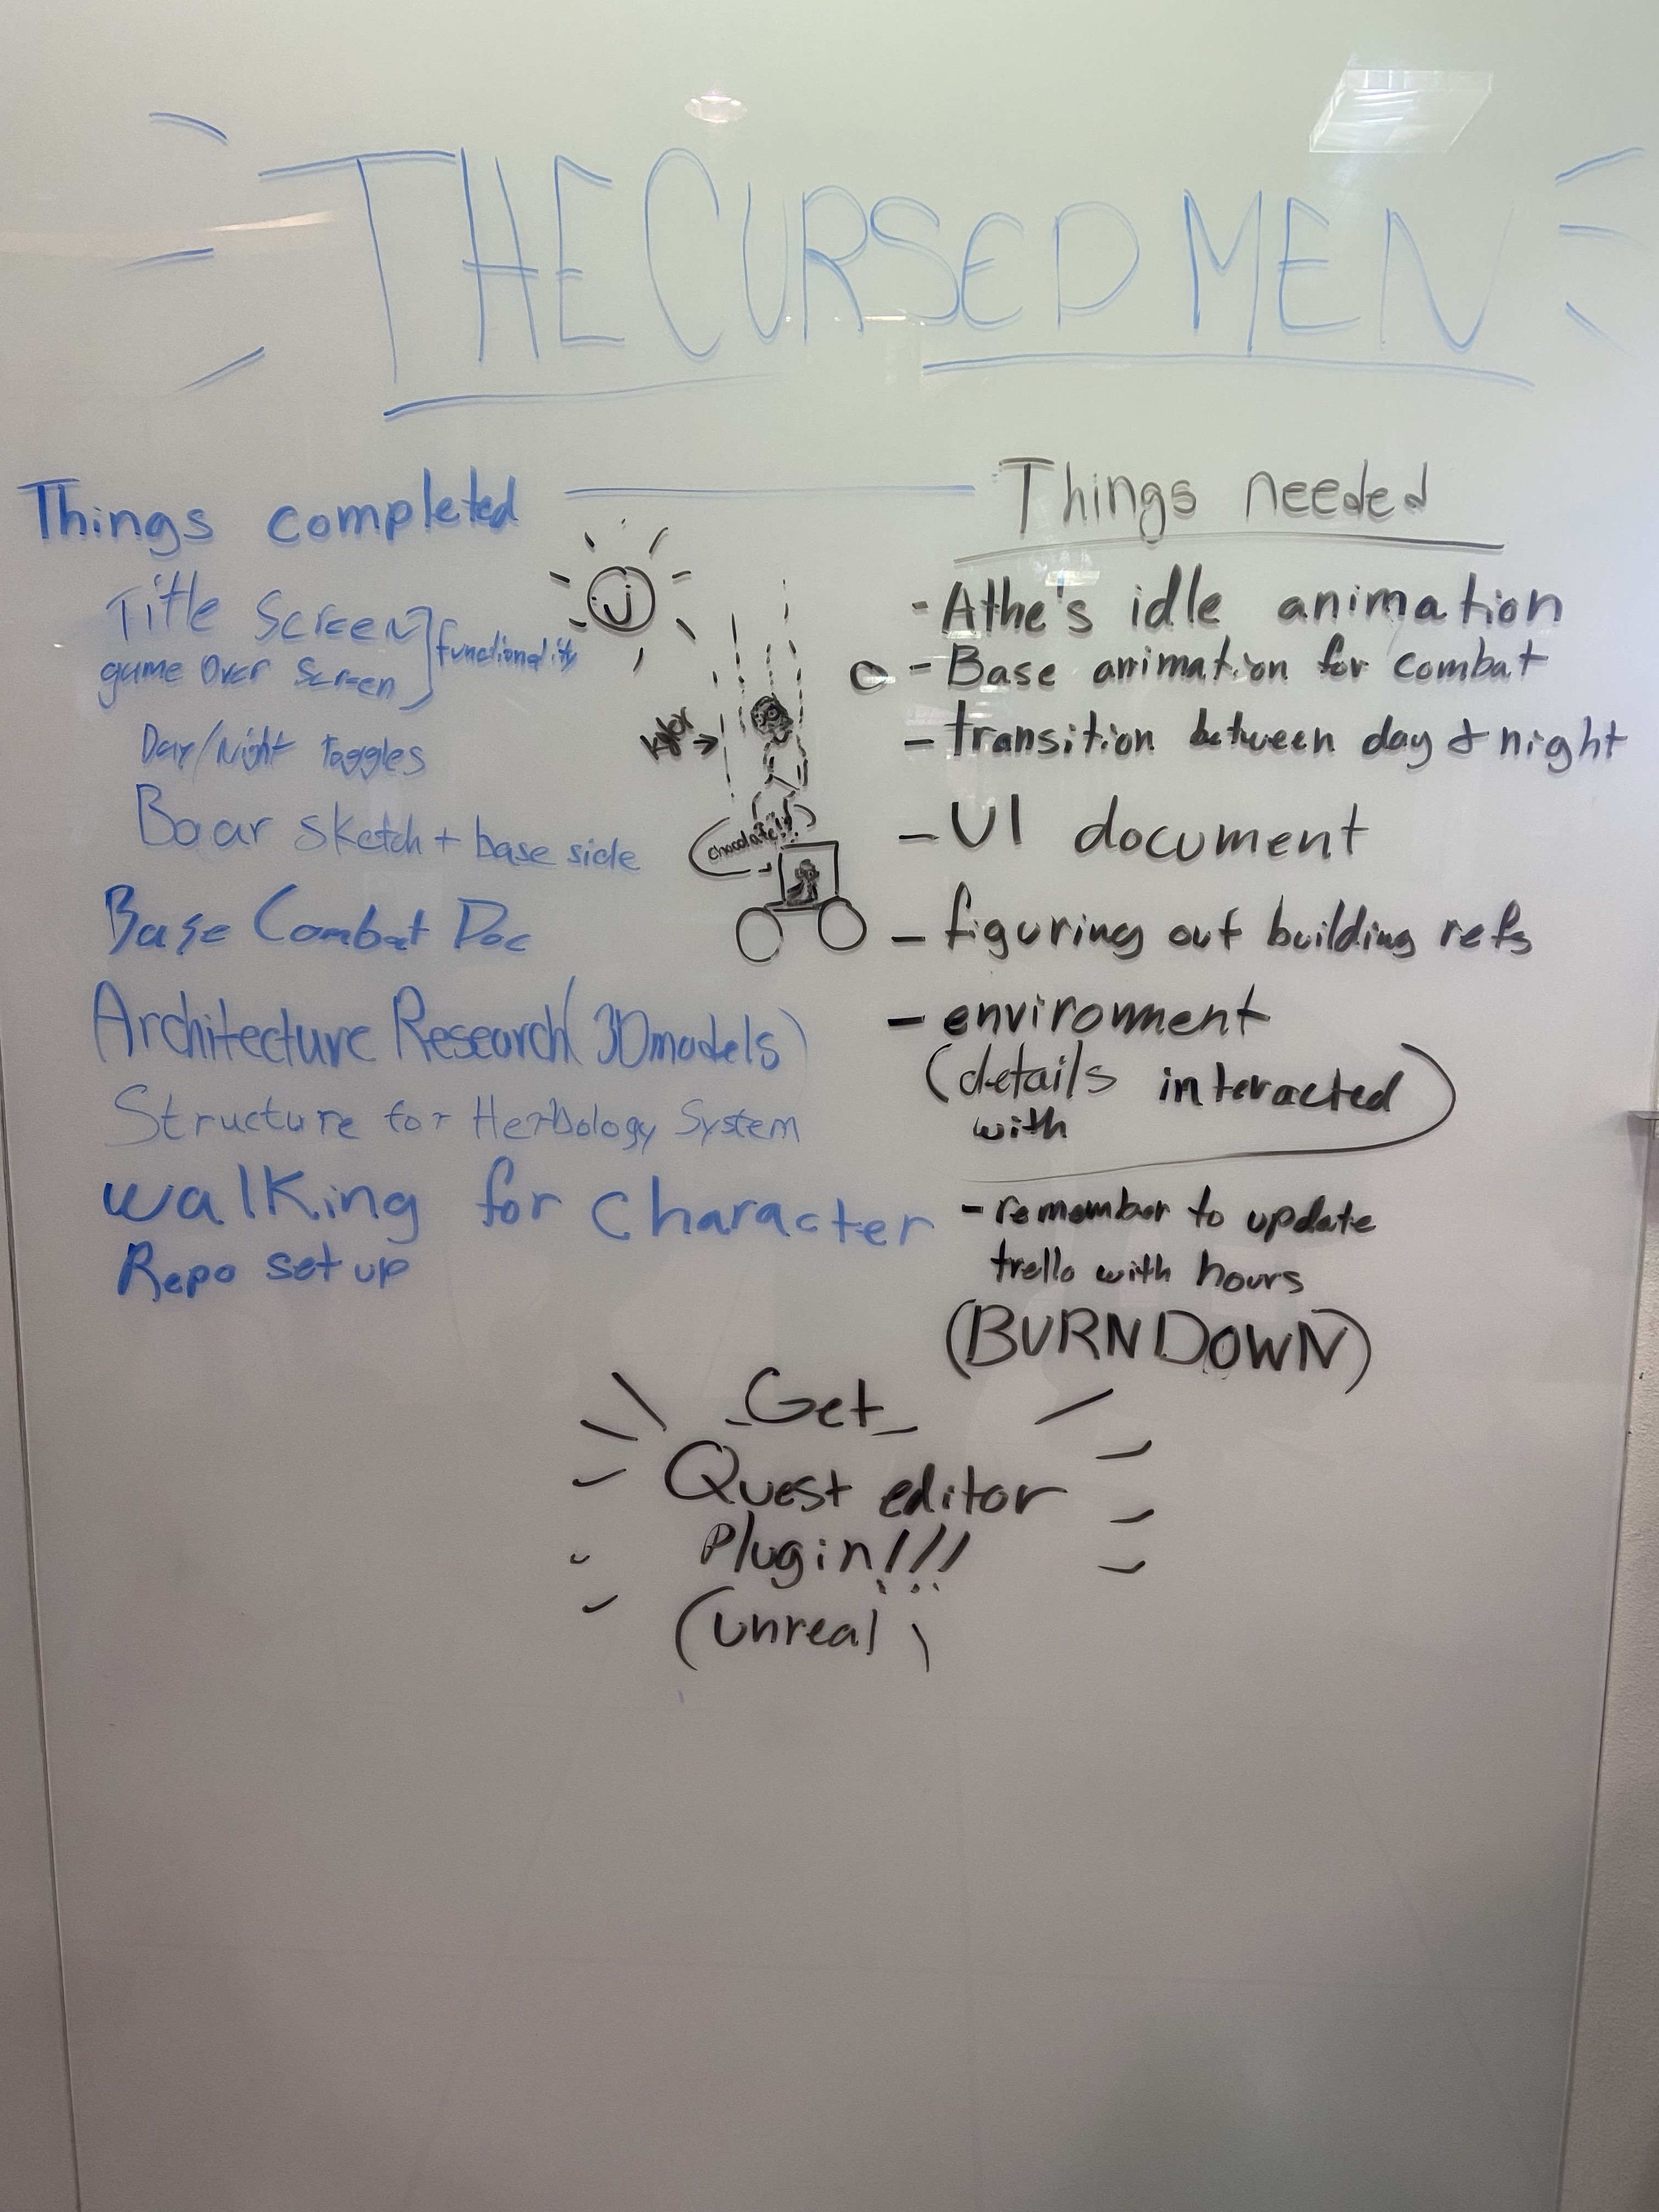 THE CURSED MEN
Things completed
Title Screen
game Over Screen
functionality
Day/Night toggles
Boar sketch + base side
Base Combat Doc
Architecture Research (3D models)
Structure for Herbology System
walking for character
Repo set up
Kylor
chocolate!!?
Things needed
- Athe's idle animation
- Base animation for combat
- transition between day & night
- UI document
- figuring out building refs
- environment
(details interacted)
with
- remember to update
trello with hours
(BURNDOWN)
Get
Quest editor
Plugin!!!
(unreal)